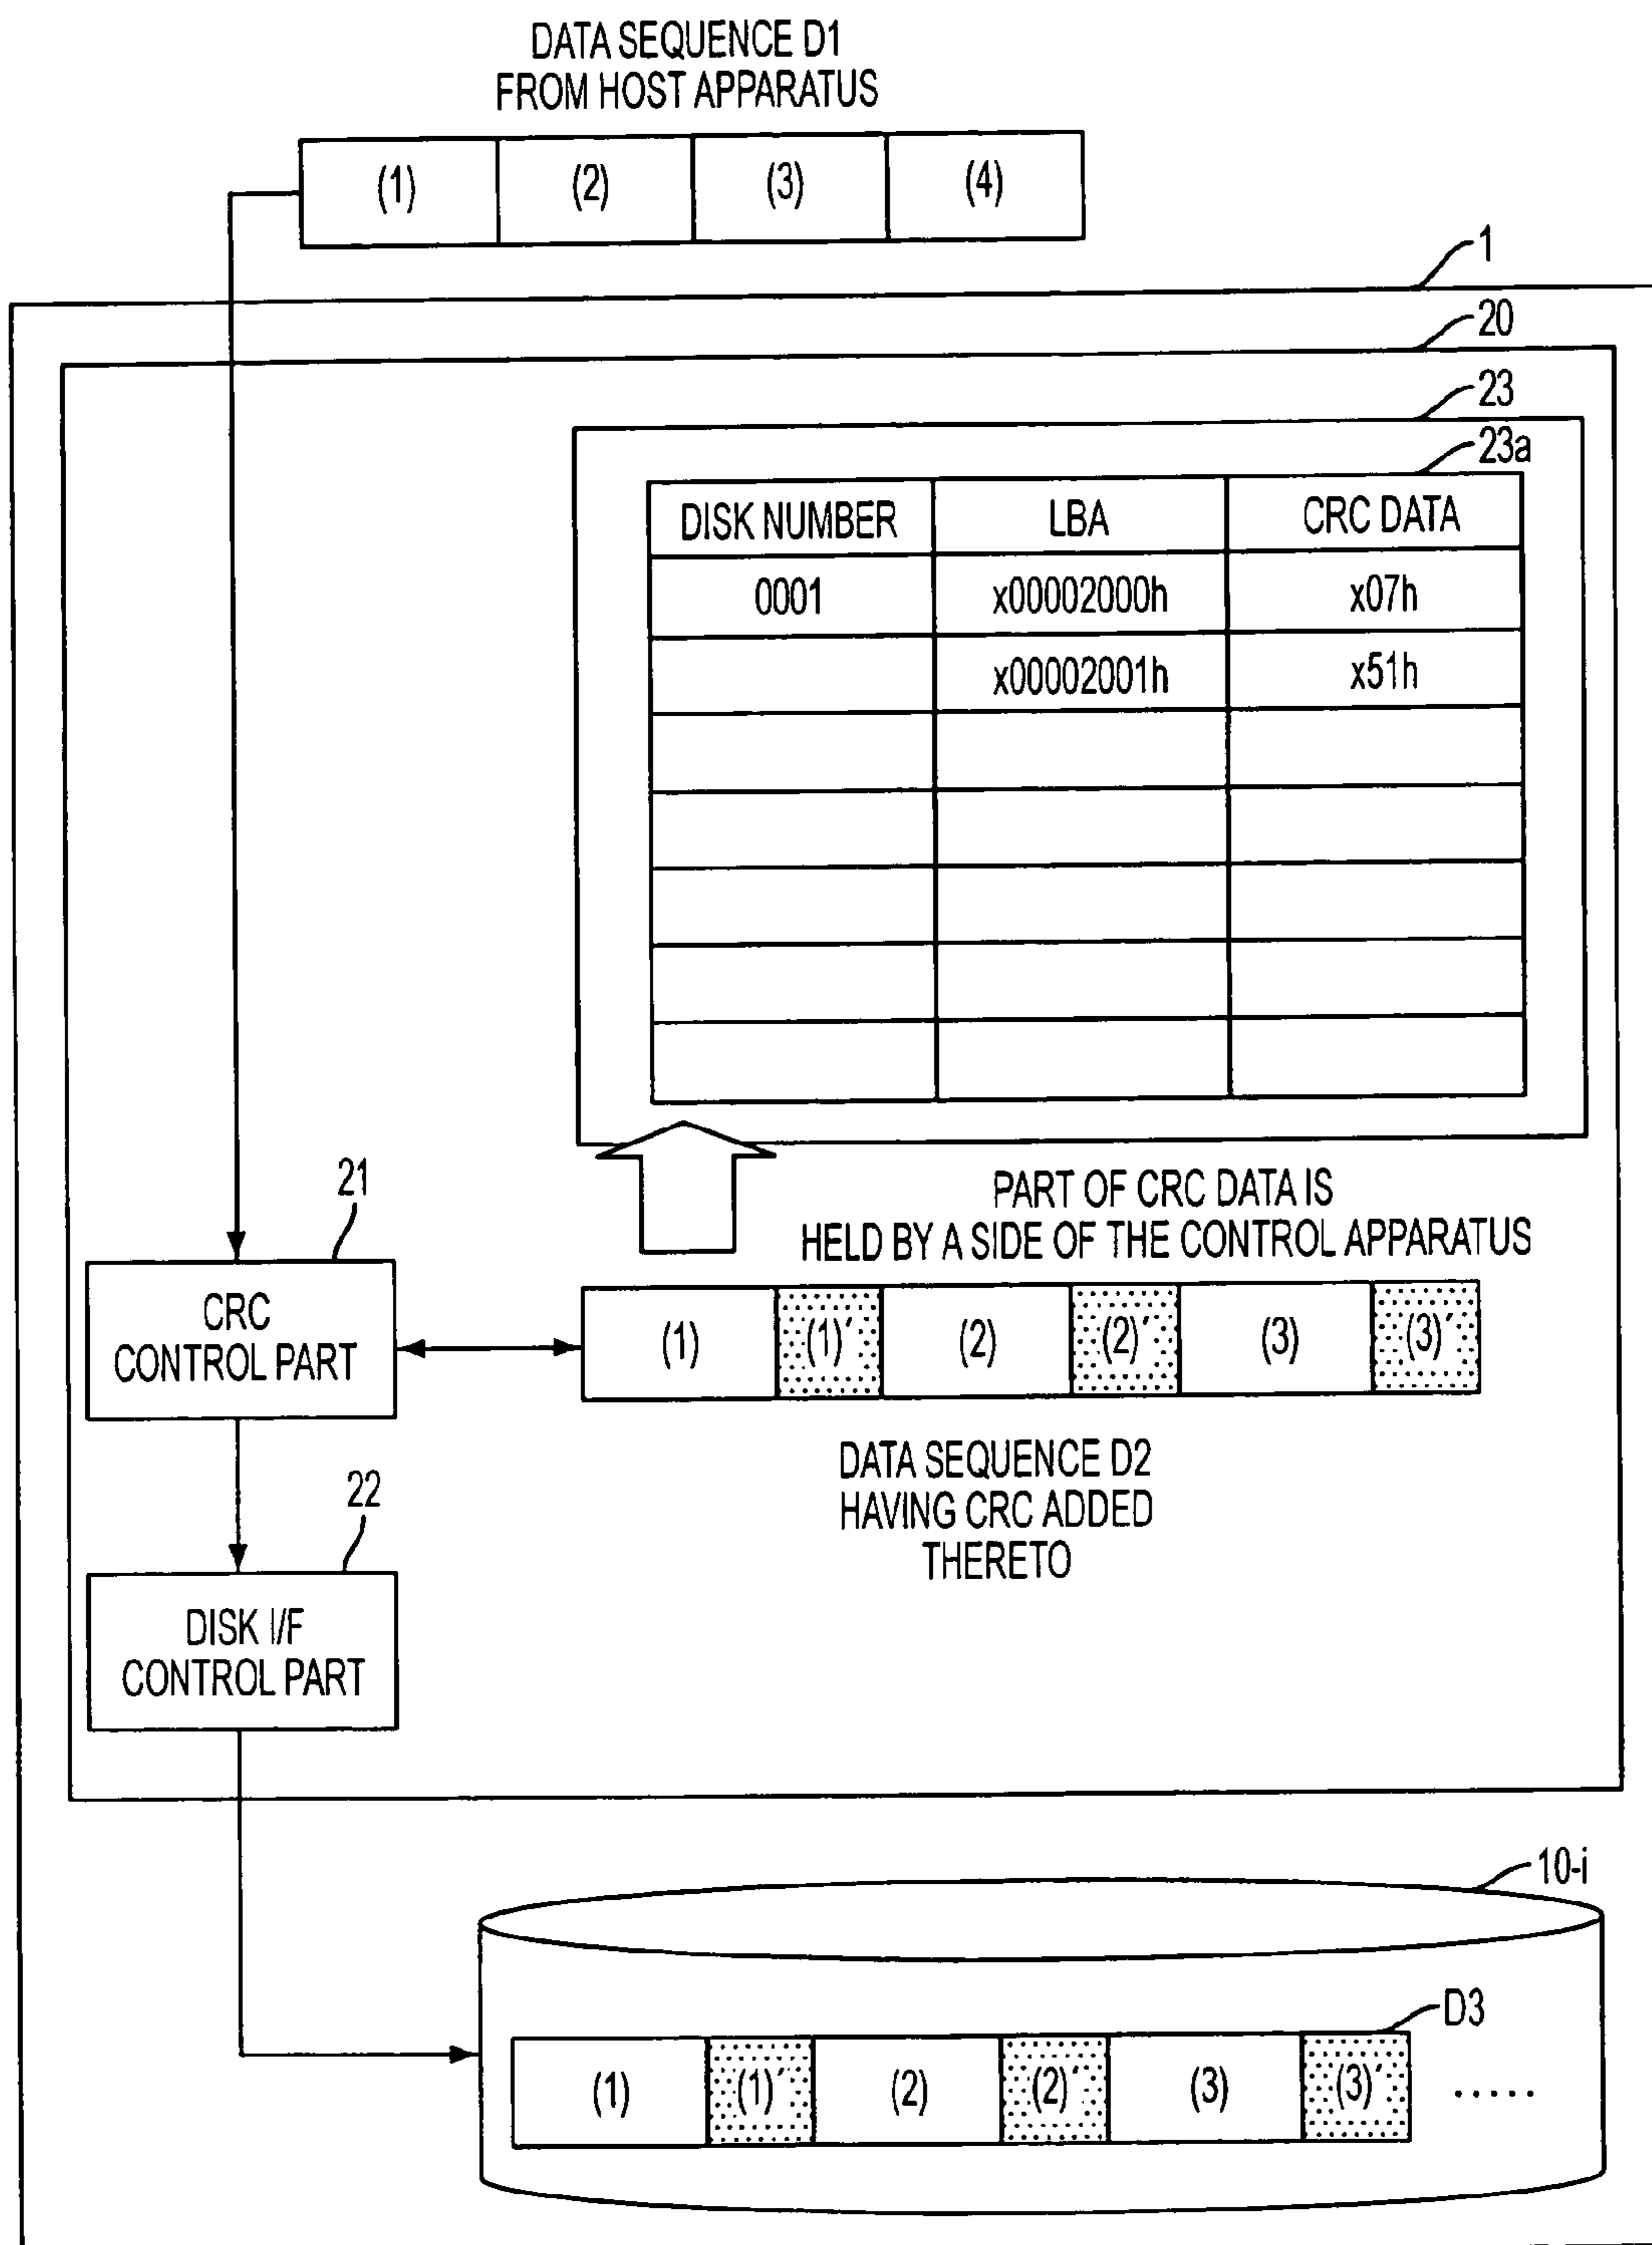 DATA SEQUENCE D1
FROM HOST APPARATUS
(1) (2) (3) (4)
1
20
23
23a
DISK NUMBER LBA CRC DATA
0001 x00002000h x07h
x00002001h x51h
PART OF CRC DATA IS
HELD BY A SIDE OF THE CONTROL APPARATUS
21
CRC
CONTROL PART
(1) (1)´ (2) (2)´ (3) (3)´
DATA SEQUENCE D2
HAVING CRC ADDED
THERETO
22
DISK I/F
CONTROL PART
10-i
D3
(1) (1)´ (2) (2)´ (3) (3)´ .....